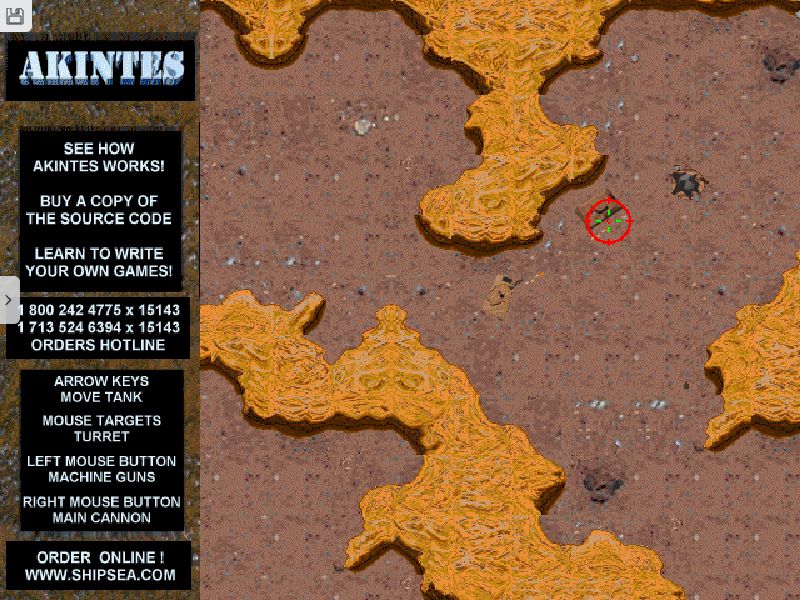 AKINTES
SEE HOW
AKINTES WORKS!
BUY A COPY OF
THE SOURCE CODE
LEARN TO WRITE
YOUR OWN GAMES!
1 800 242 4775 x 15143
1 713 524 6394 x 15143
ORDERS HOTLINE
ARROW KEYS
MOVE TANK
MOUSE TARGETS
TURRET
LEFT MOUSE BUTTON
MACHINE GUNS
RIGHT MOUSE BUTTON
MAIN CANNON
ORDER ONLINE !
WWW.SHIPSEA.COM